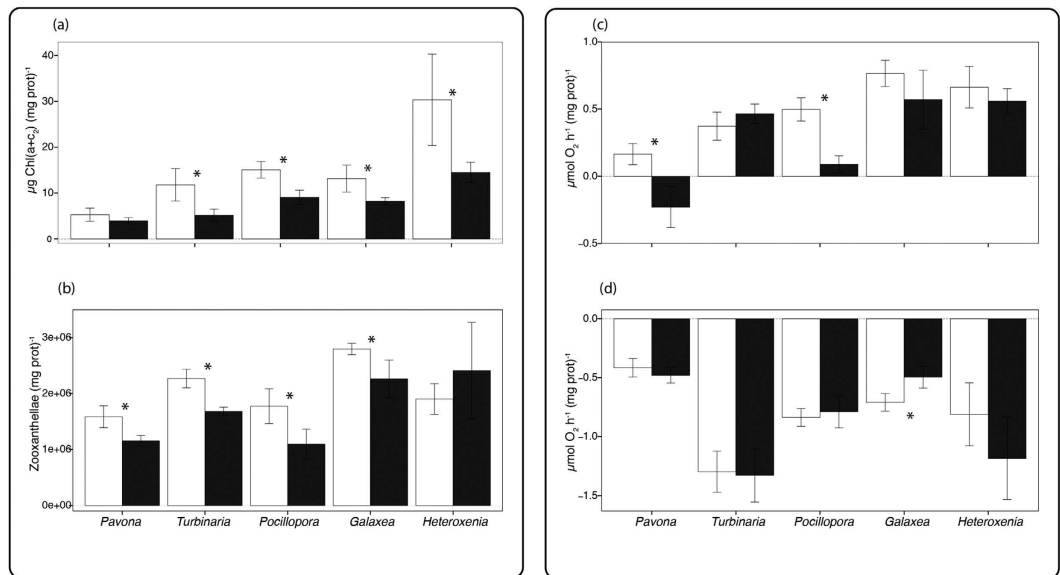 (a)
µg Chl(a+c2) (mg prot)-1
40
30
20
10
0
*
*
*
*
(b)
Zooxanthellae (mg prot)-1
3e+06
2e+06
1e+06
0e+00
*
*
*
*
Pavona Turbinaria Pocillopora Galaxea Heteroxenia
(c)
µmol O2 h-1 (mg prot)-1
1.0
0.5
0.0
−0.5
*
*
(d)
µmol O2 h-1 (mg prot)-1
0.0
−0.5
−1.0
−1.5
*
Pavona Turbinaria Pocillopora Galaxea Heteroxenia